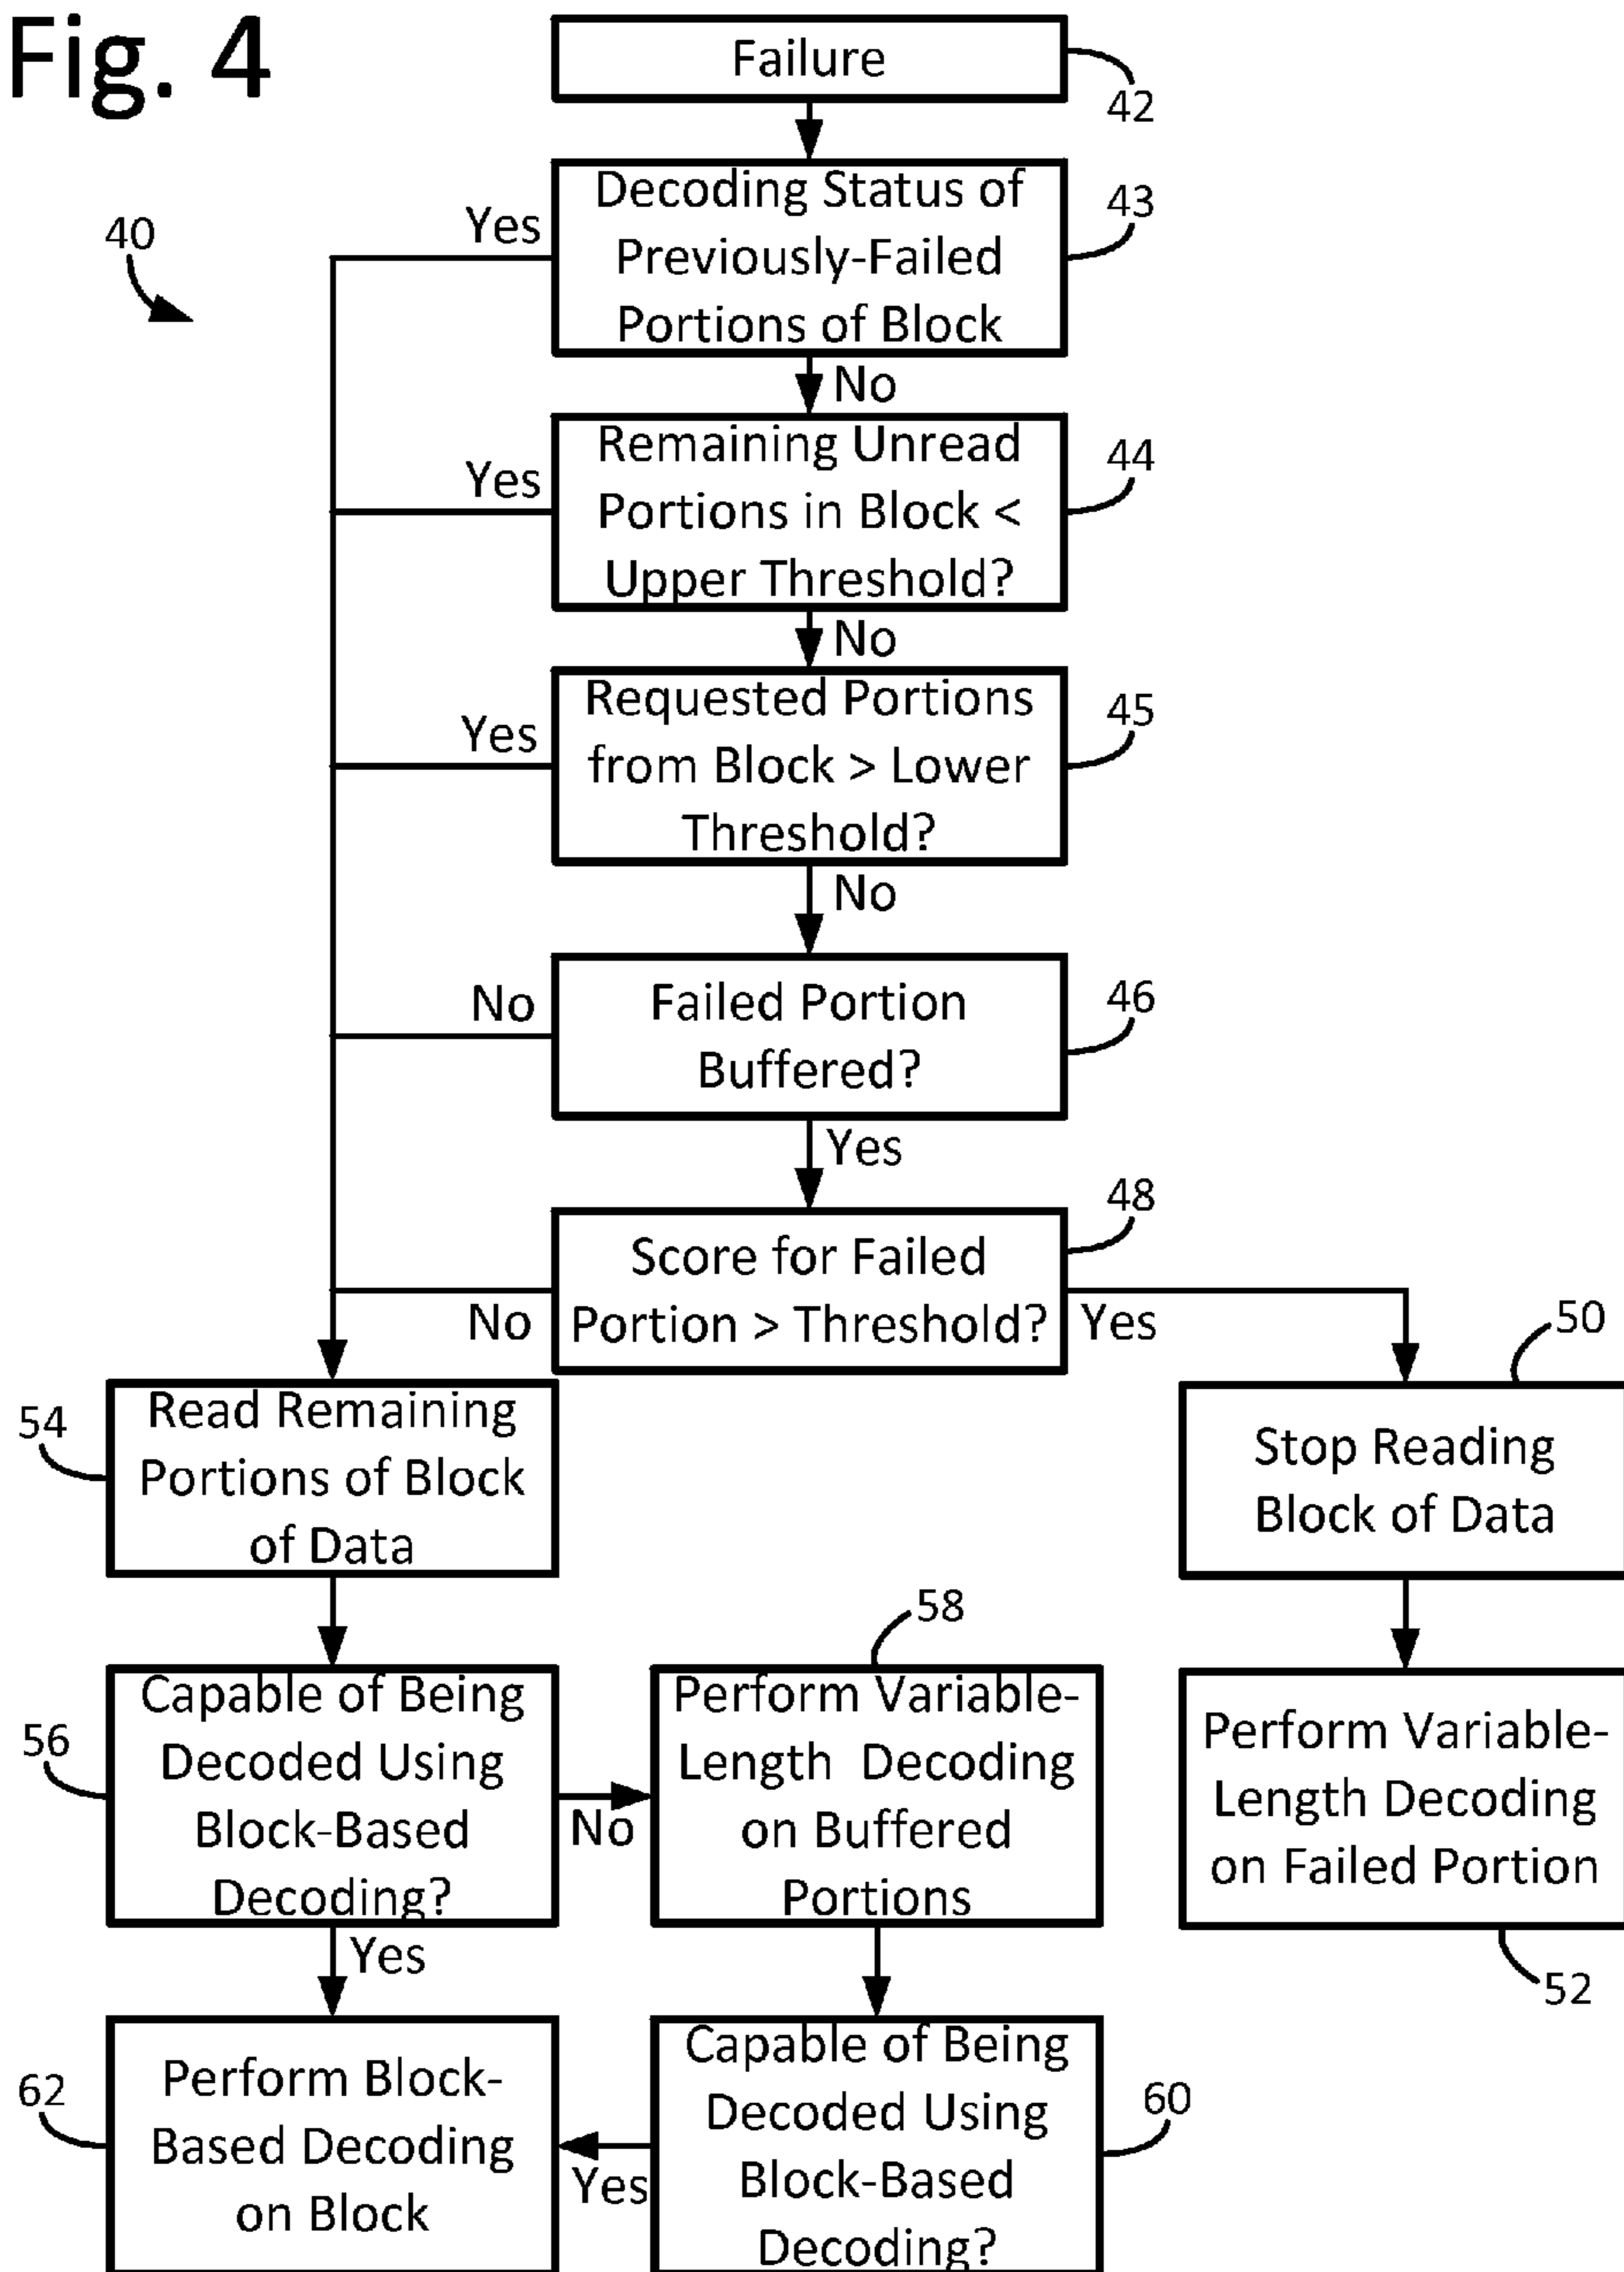 Fig. 4
Failure
42
Decoding Status of
Previously-Failed
Portions of Block
43
Yes
40
No
Remaining Unread
Portions in Block <
Upper Threshold?
44
Yes
No
Requested Portions
from Block > Lower
Threshold?
45
Yes
No
Failed Portion
Buffered?
46
No
Yes
Score for Failed
Portion > Threshold?
48
No
Yes
50
Read Remaining
Portions of Block
of Data
54
Stop Reading
Block of Data
58
Capable of Being
Decoded Using
Block-Based
Decoding?
56
No
Perform Variable-
Length Decoding
on Buffered
Portions
Perform Variable-
Length Decoding
on Failed Portion
52
Yes
Perform Block-
Based Decoding
on Block
62
Yes
Capable of Being
Decoded Using
Block-Based
Decoding?
60